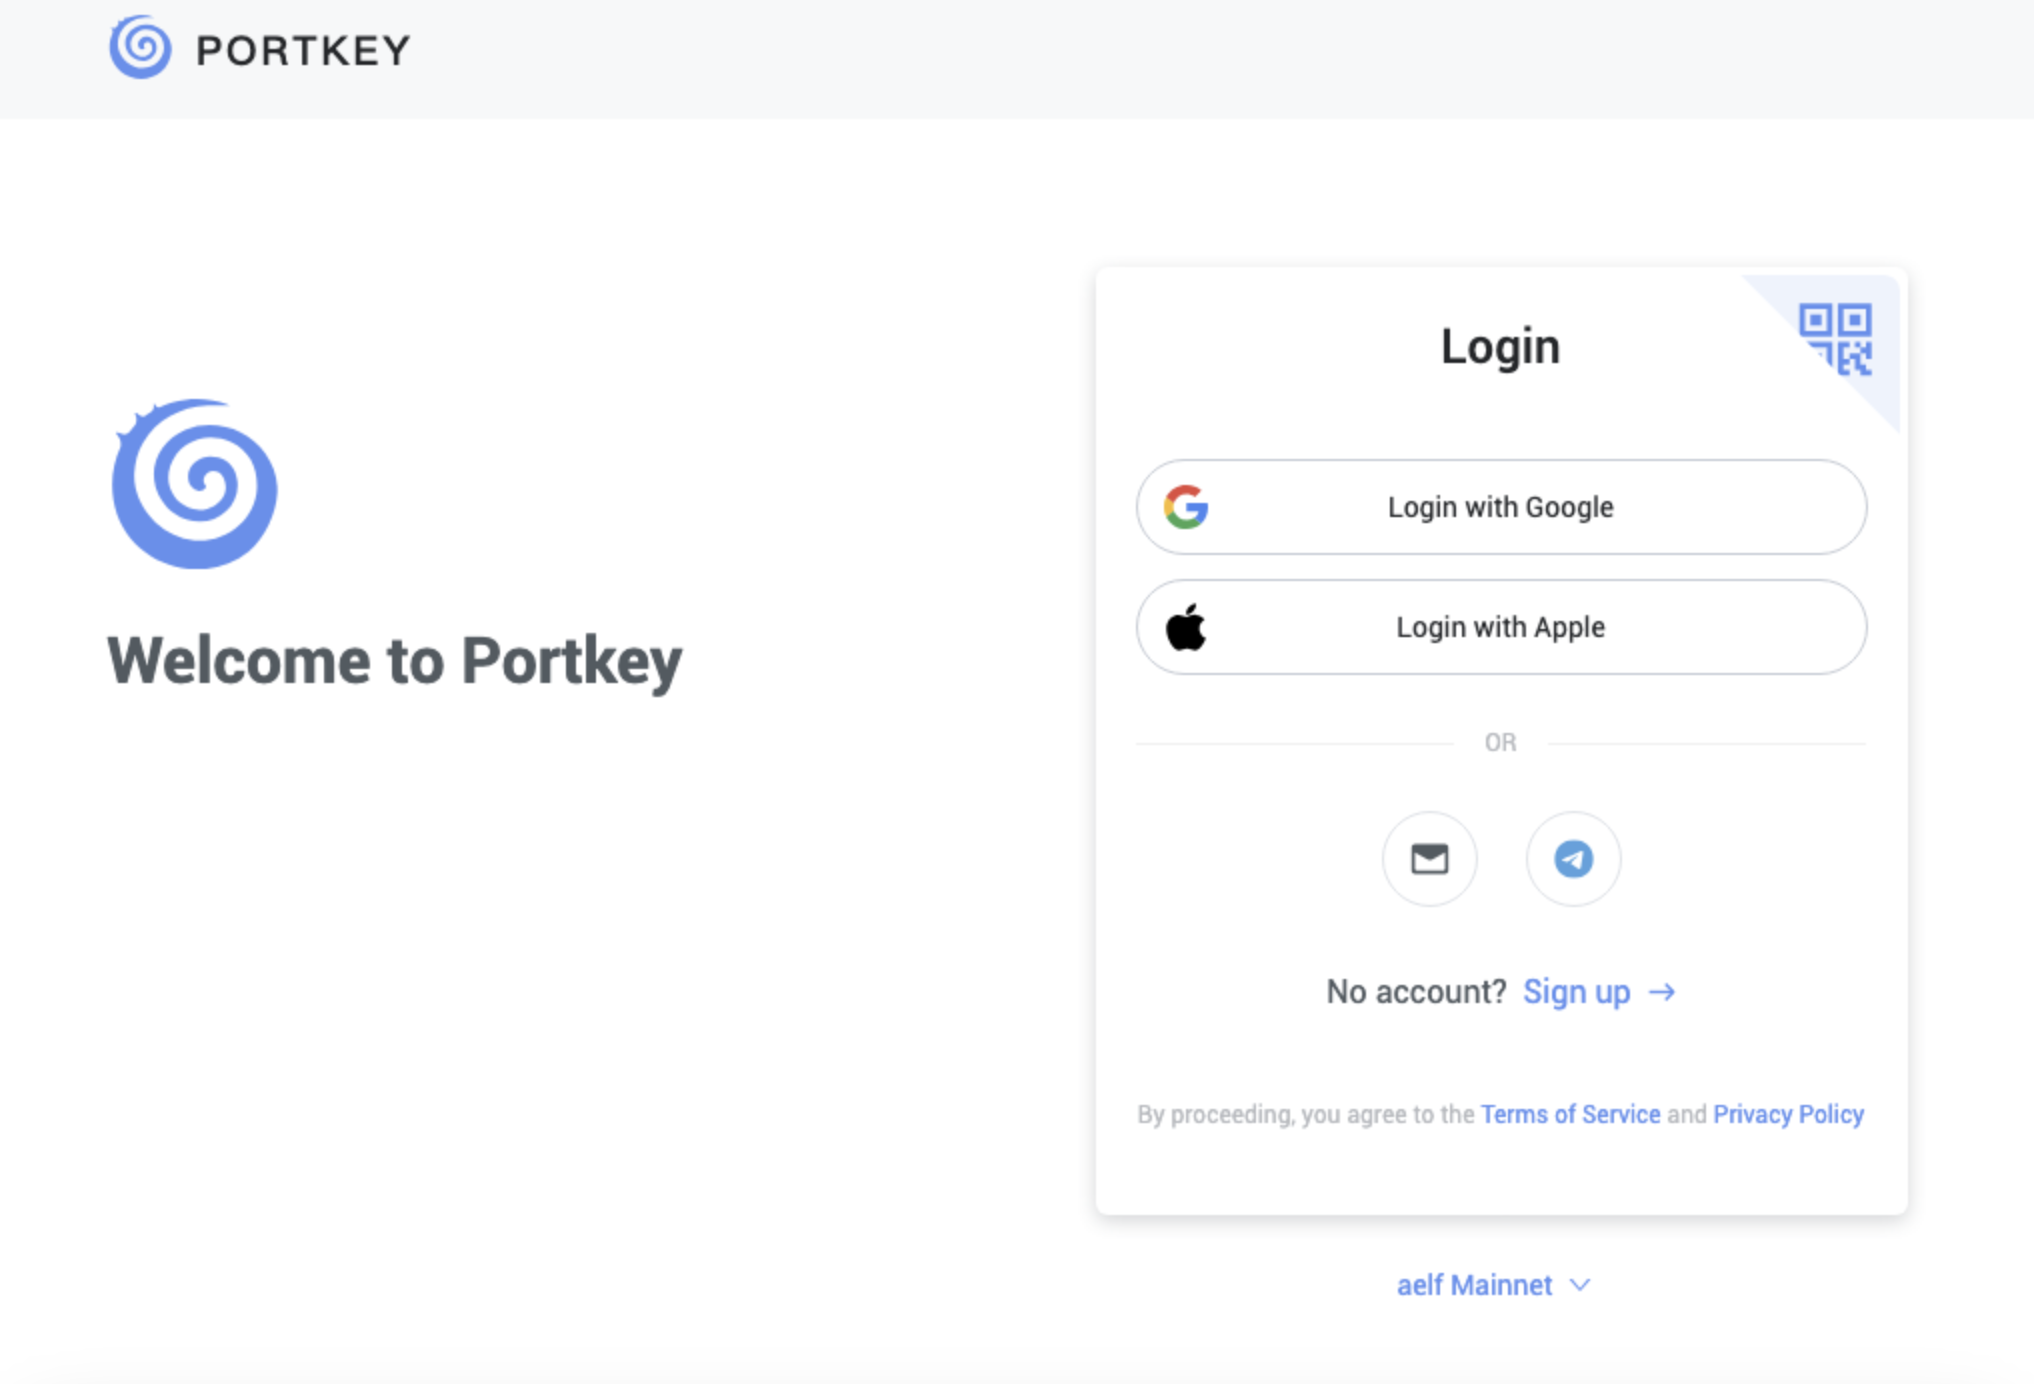 PORTKEY
Welcome to Portkey
Login
Login with Google
Login with Apple
OR
No account? Sign up →
By proceeding, you agree to the Terms of Service and Privacy Policy
aelf Mainnet